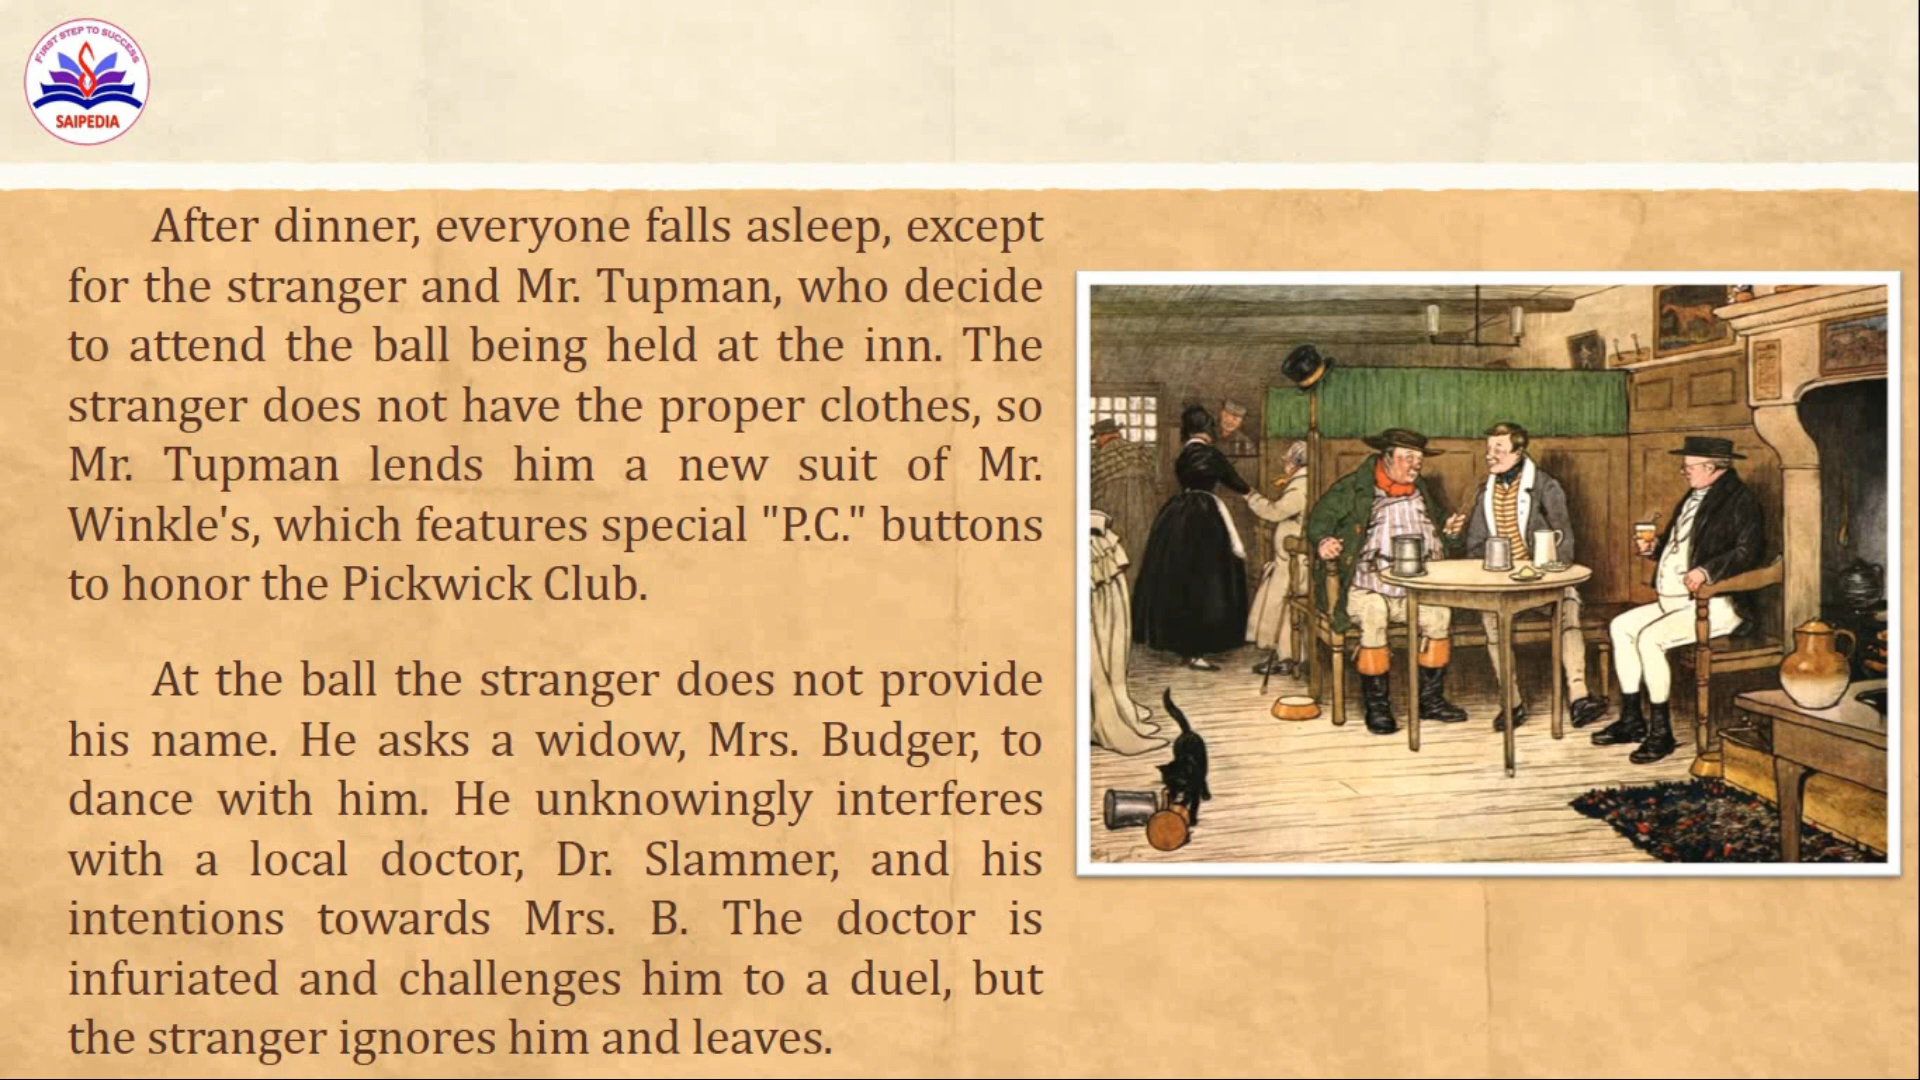 FIRST STEP TO SUCCESS
SAIPEDIA
After dinner, everyone falls asleep, except
for the stranger and Mr. Tupman, who decide
to attend the ball being held at the inn. The
stranger does not have the proper clothes, so
Mr. Tupman lends him a new suit of Mr.
Winkle's, which features special "P.C." buttons
to honor the Pickwick Club.
At the ball the stranger does not provide
his name. He asks a widow, Mrs. Budger, to
dance with him. He unknowingly interferes
with a local doctor, Dr. Slammer, and his
intentions towards Mrs. B. The doctor is
infuriated and challenges him to a duel, but
the stranger ignores him and leaves.